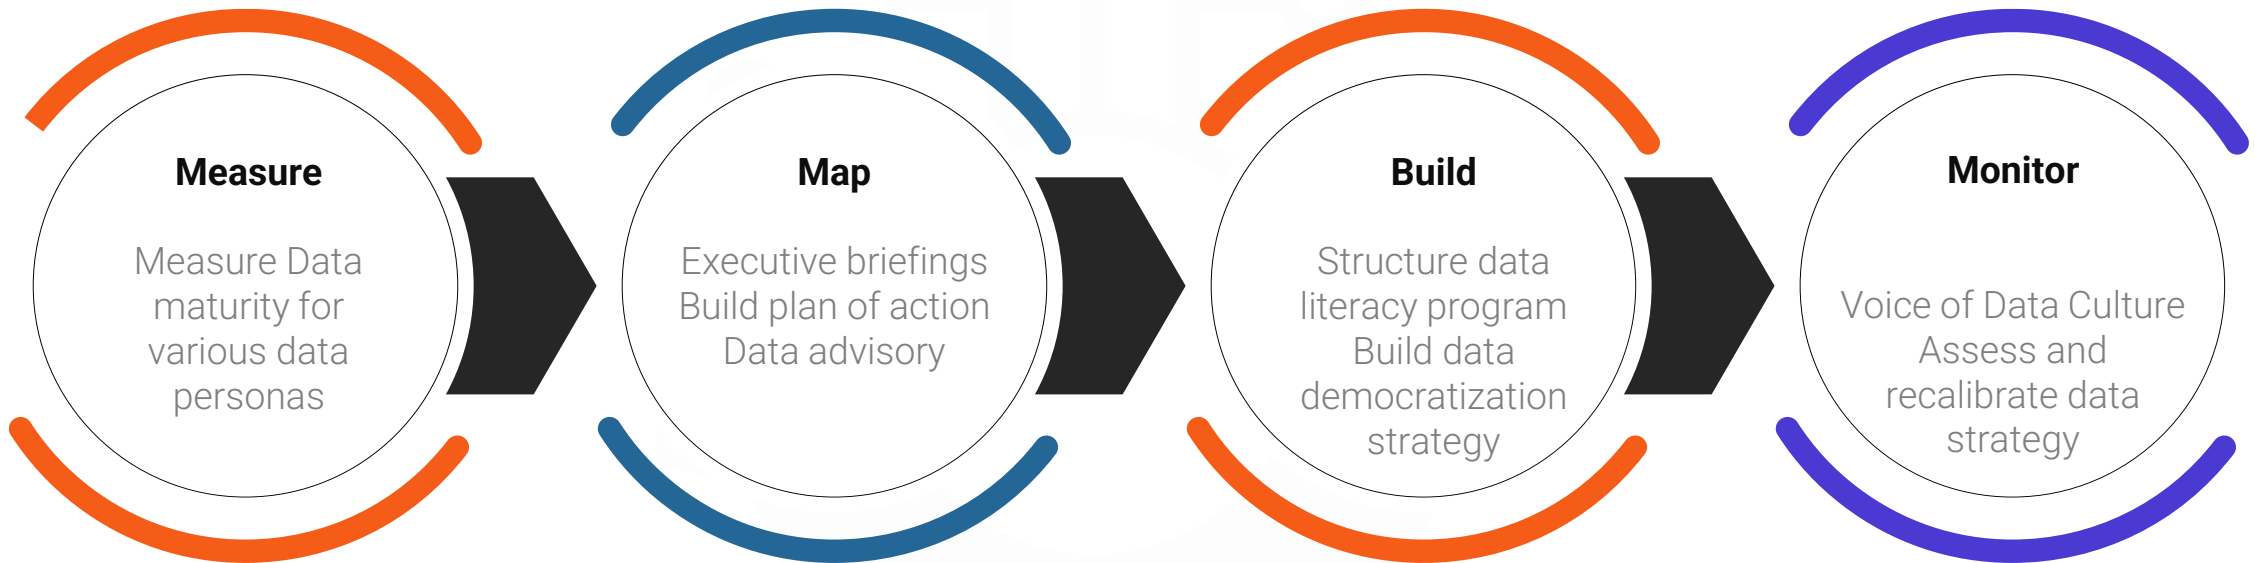 Measure
Measure Data
maturity for
various data
personas
Map
Executive briefings
Build plan of action
Data advisory
Build
Structure data
literacy program
Build data
democratization
strategy
Monitor
Voice of Data Culture
Assess and
recalibrate data
strategy